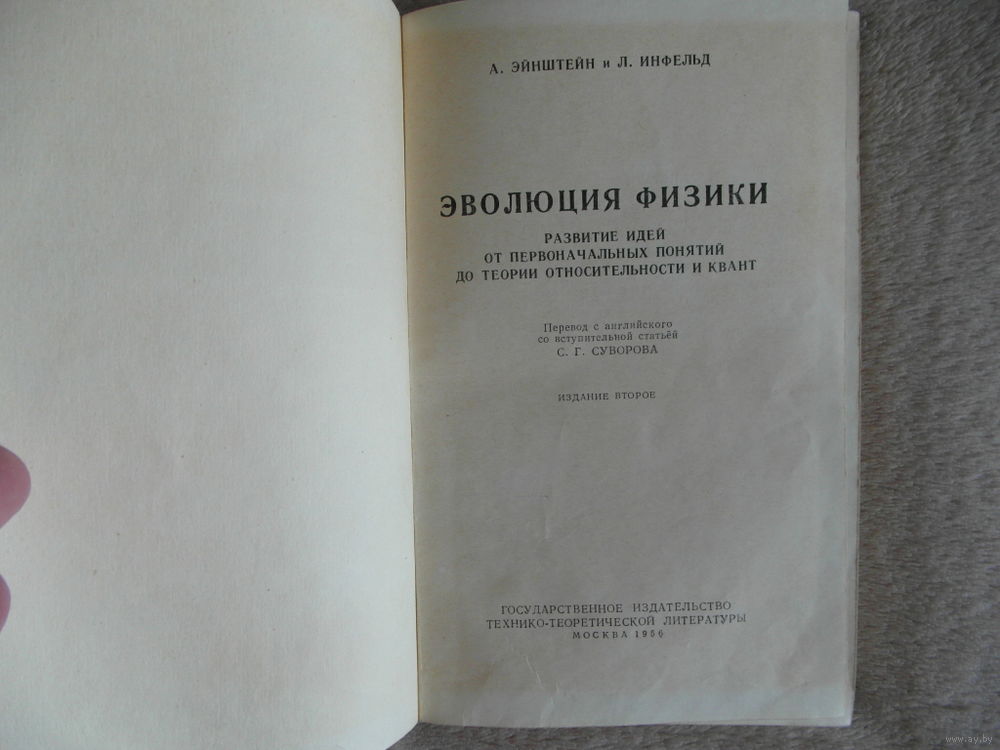 А. ЭЙНШТЕЙН и Л. ИНФЕЛЬД
ЭВОЛЮЦИЯ ФИЗИКИ
РАЗВИТИЕ ИДЕЙ
ОТ ПЕРВОНАЧАЛЬНЫХ ПОНЯТИЙ
ДО ТЕОРИИ ОТНОСИТЕЛЬНОСТИ И КВАНТ
Перевод с английского
со вступительной статьёй
С. Г. СУВОРОВА
ИЗДАНИЕ ВТОРОЕ
ГОСУДАРСТВЕННОЕ ИЗДАТЕЛЬСТВО
ТЕХНИКО-ТЕОРЕТИЧЕСКОЙ ЛИТЕРАТУРЫ
МОСКВА 1956
www.ay.by